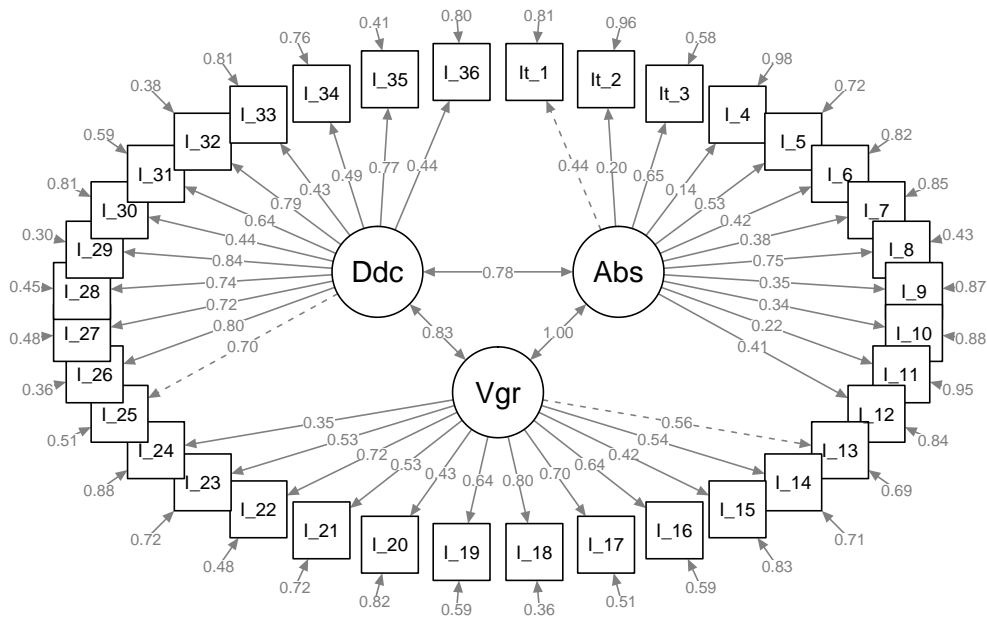 0.41 0.80 0.81 0.96
0.76 0.58
0.81 0.98
0.38 0.72
I_35 I_36 It_1 It_2
I_34 It_3
I_33 I_4
0.59 0.82
I_32 I_5
I_31 0.49 0.77 0.44 0.44 0.20 0.65 I_6
0.81 0.43 0.14 0.85
0.79 0.53
I_30 0.64 0.42 I_7
0.30 0.44 0.38 0.43
I_29 0.84 0.75 I_8
Ddc 0.78 Abs
0.45 I_28 0.74 0.35 I_9 0.87
0.72 0.34
0.48 I_27 0.80 0.83 1.00 0.22 I_10 0.88
0.70 0.41
0.36 I_26 I_11 0.95
Vgr
I_25 I_12
0.51 0.35 0.56 0.84
I_24 0.53 0.54 I_13
0.72 0.53 0.43 0.64 0.80 0.70 0.64 0.42
0.88 I_23 I_14 0.69
I_22 I_15
I_21 I_16
I_20 I_19 I_18 I_17
0.72 0.71
0.48 0.83
0.72 0.59
0.82 0.59 0.36 0.51